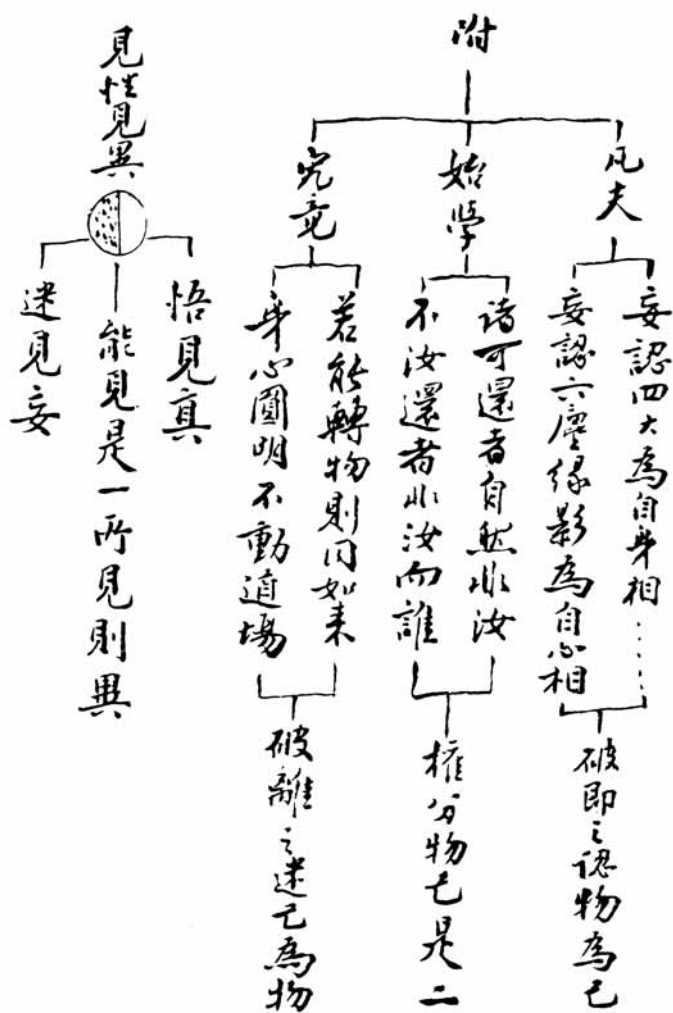 附
凡夫
妄認四大為自身相……
妄認六塵緣影為自心相
破即之認物為己
始學
諸可還者自然非汝
不汝還者非汝而誰
權分物己是二
究竟
若能轉物則同如来
身心圓明不動道場
破離之迷己為物
見性見異
悟見真
能見是一所見則異
迷見妄